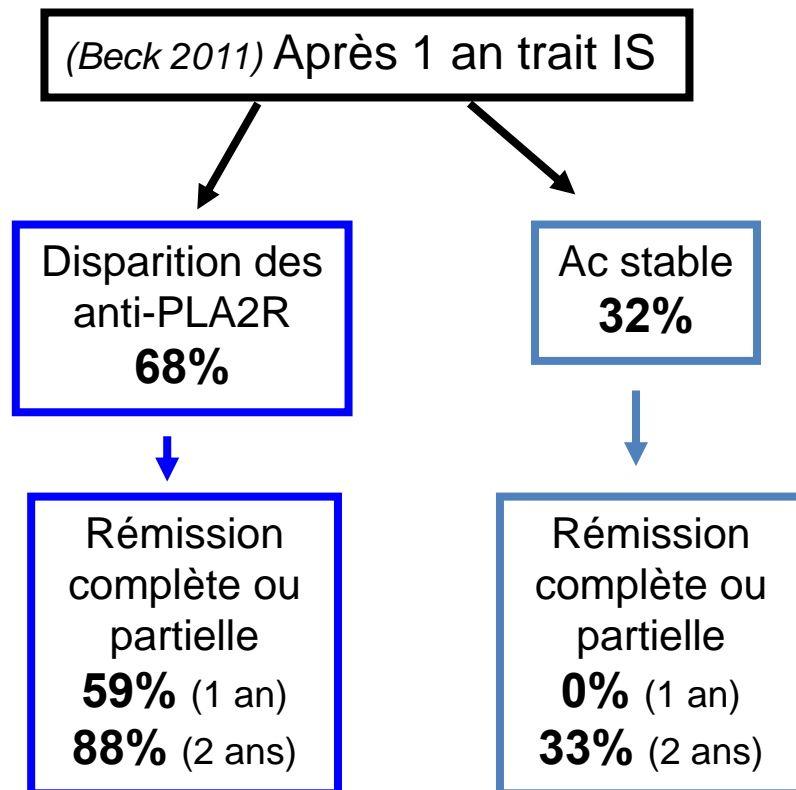 (Beck 2011) Après 1 an trait IS
Disparition des
anti-PLA2R
68%
Ac stable
32%
Rémission
complète ou
partielle
59% (1 an)
88% (2 ans)
Rémission
complète ou
partielle
0% (1 an)
33% (2 ans)